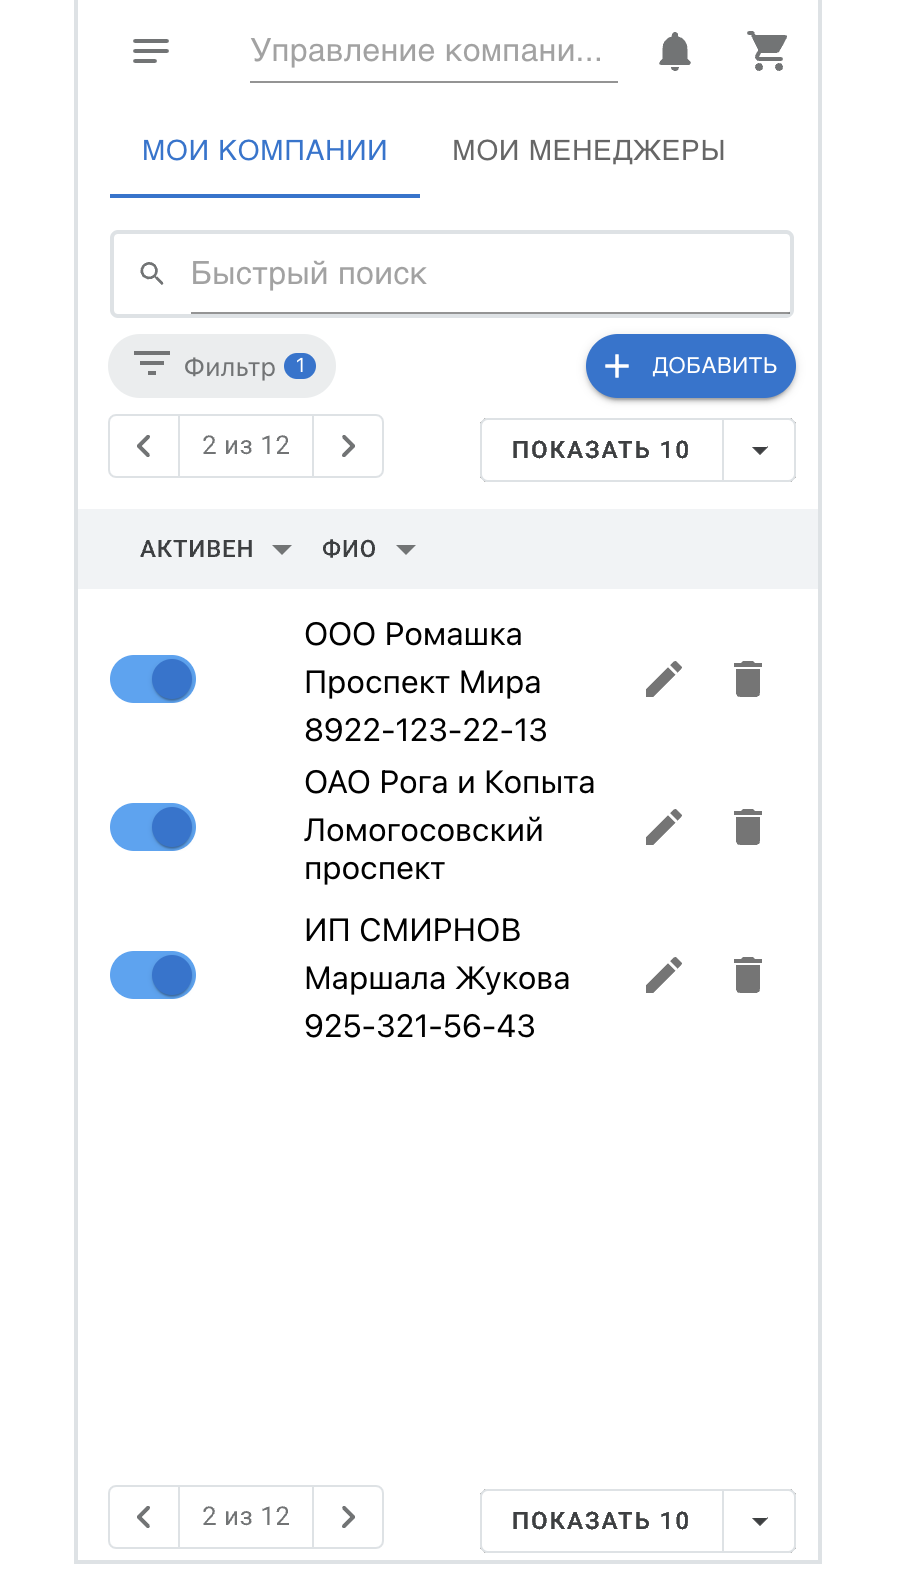 Управление компани...
МОИ КОМПАНИИ МОИ МЕНЕДЖЕРЫ
Быстрый поиск
Фильтр 1 ДОБАВИТЬ
2 из 12 ПОКАЗАТЬ 10
АКТИВЕН ФИО
ООО Ромашка
Проспект Мира
8922-123-22-13
ОАО Рога и Копыта
Ломогосовский
проспект
ИП СМИРНОВ
Маршала Жукова
925-321-56-43
2 из 12 ПОКАЗАТЬ 10